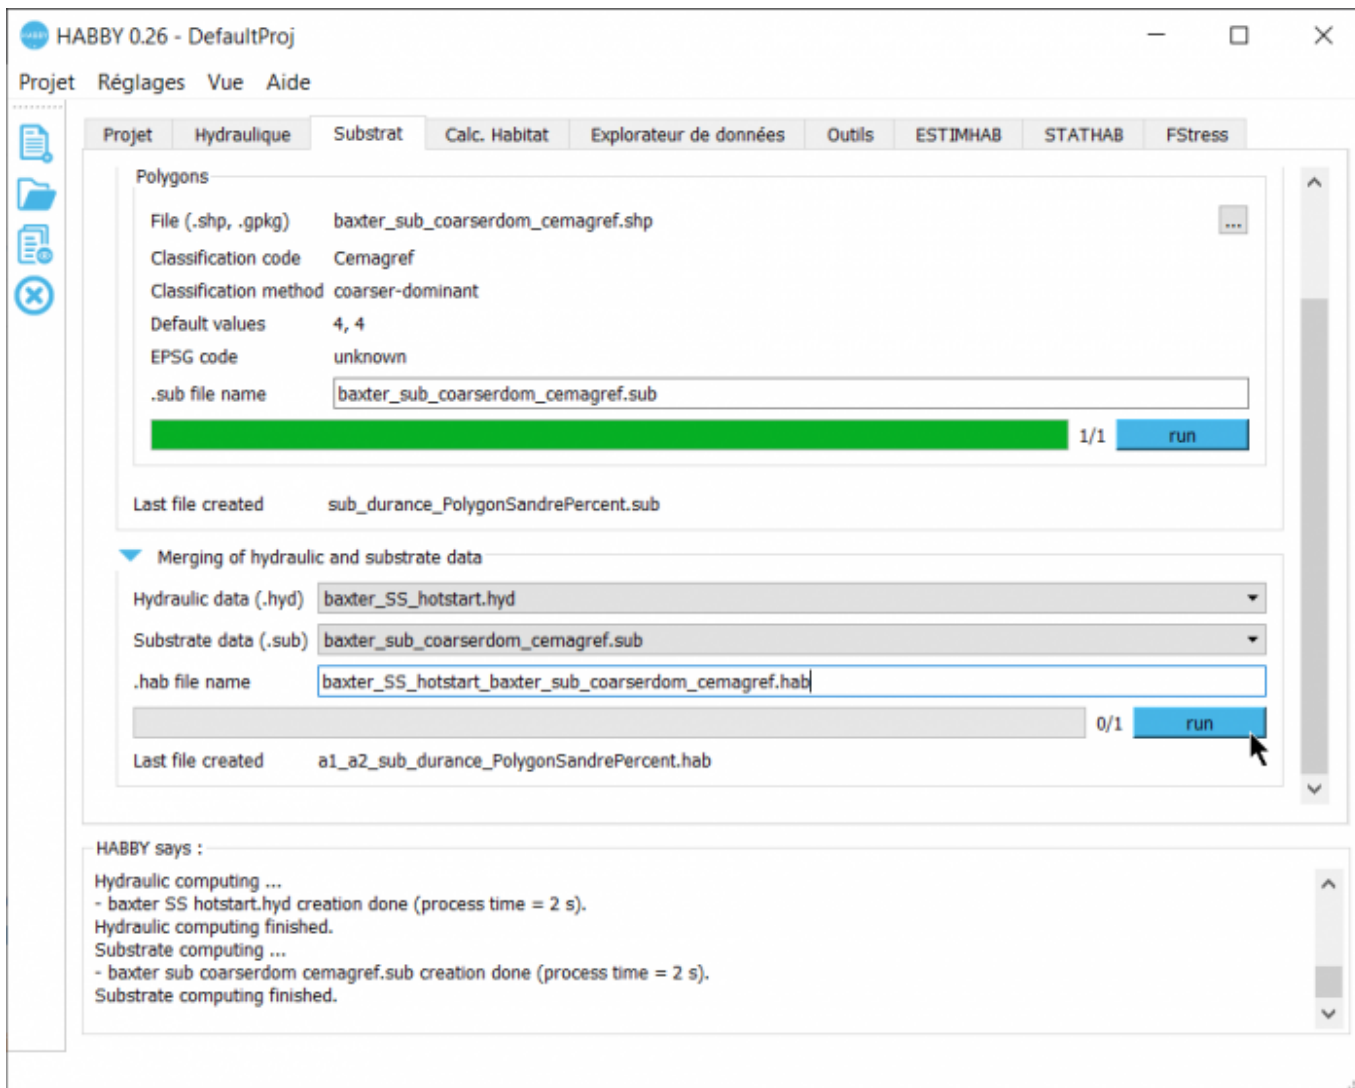 HABBY 0.26 - DefaultProj
Projet Réglages Vue Aide
Projet Hydraulique Substrat Calc. Habitat Explorateur de données Outils ESTIMHAB STATHAB FStress
Polygons
File (.shp, .gpkg) baxter_sub_coarserdom_cemagref.shp ...
Classification code Cemagref
Classification method coarser-dominant
Default values 4, 4
EPSG code unknown
.sub file name baxter_sub_coarserdom_cemagref.sub
1/1 run
Last file created sub_durance_PolygonSandrePercent.sub
Merging of hydraulic and substrate data
Hydraulic data (.hyd) baxter_SS_hotstart.hyd
Substrate data (.sub) baxter_sub_coarserdom_cemagref.sub
.hab file name baxter_SS_hotstart_baxter_sub_coarserdom_cemagref.hab
0/1 run
Last file created a1_a2_sub_durance_PolygonSandrePercent.hab
HABBY says :
Hydraulic computing ...
- baxter SS hotstart.hyd creation done (process time = 2 s).
Hydraulic computing finished.
Substrate computing ...
- baxter sub coarserdom cemagref.sub creation done (process time = 2 s).
Substrate computing finished.